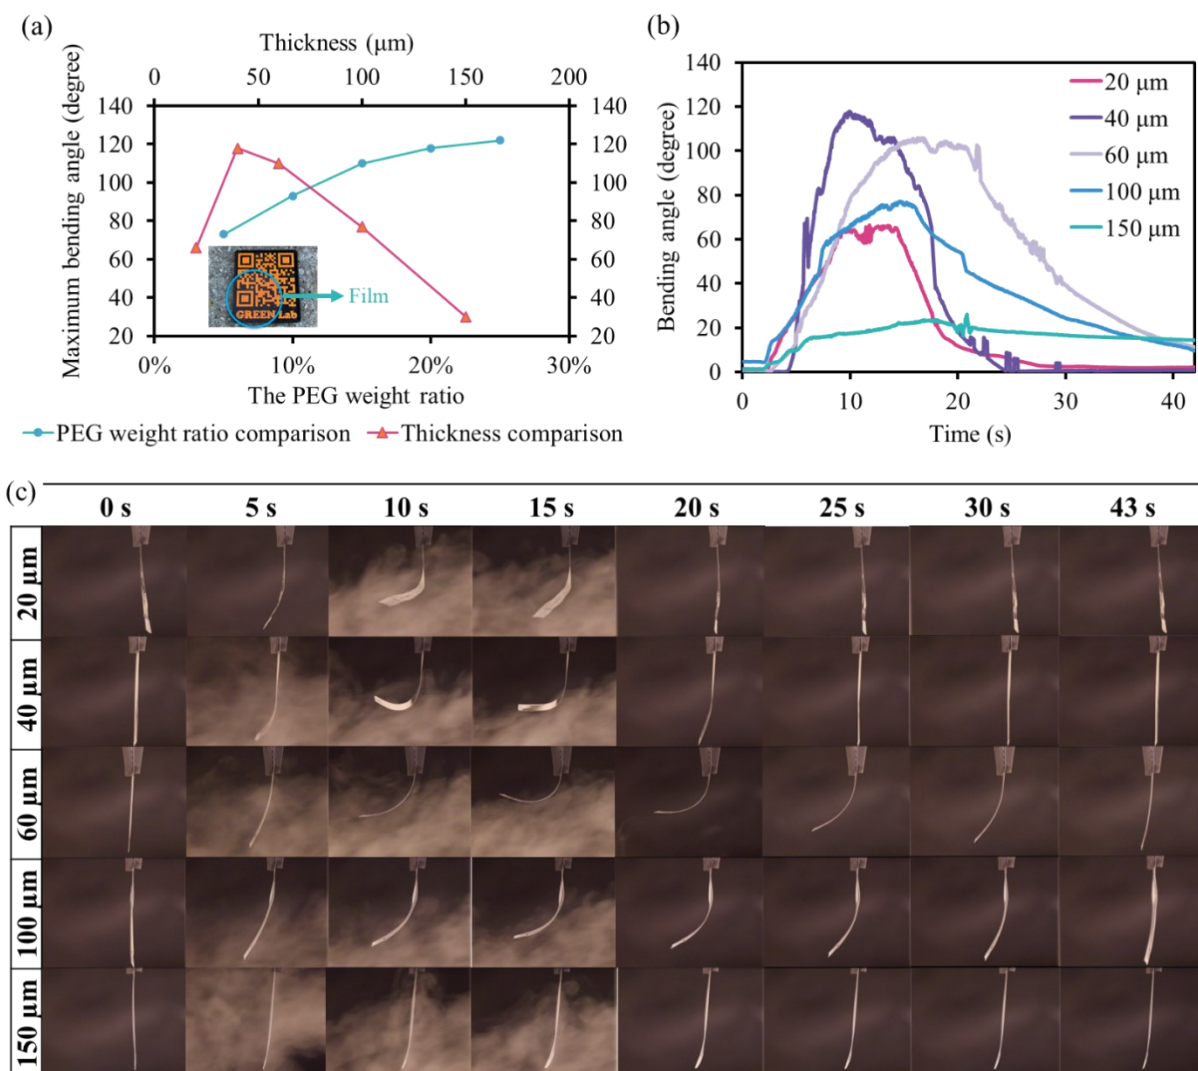 (a)
Thickness (μm)
0 50 100 150 200
Maximum bending angle (degree)
140 140
120 120
100 100
80 80
60 60
40 40
20 20
Film
GREEN Lab
0% 10% 20% 30%
The PEG weight ratio
PEG weight ratio comparison Thickness comparison
(b)
Bending angle (degree)
140
120
100
80
60
40
20
0
20 μm
40 μm
60 μm
100 μm
150 μm
0 10 20 30 40
Time (s)
(c)
0 s 5 s 10 s 15 s 20 s 25 s 30 s 43 s
20 μm
40 μm
60 μm
100 μm
150 μm